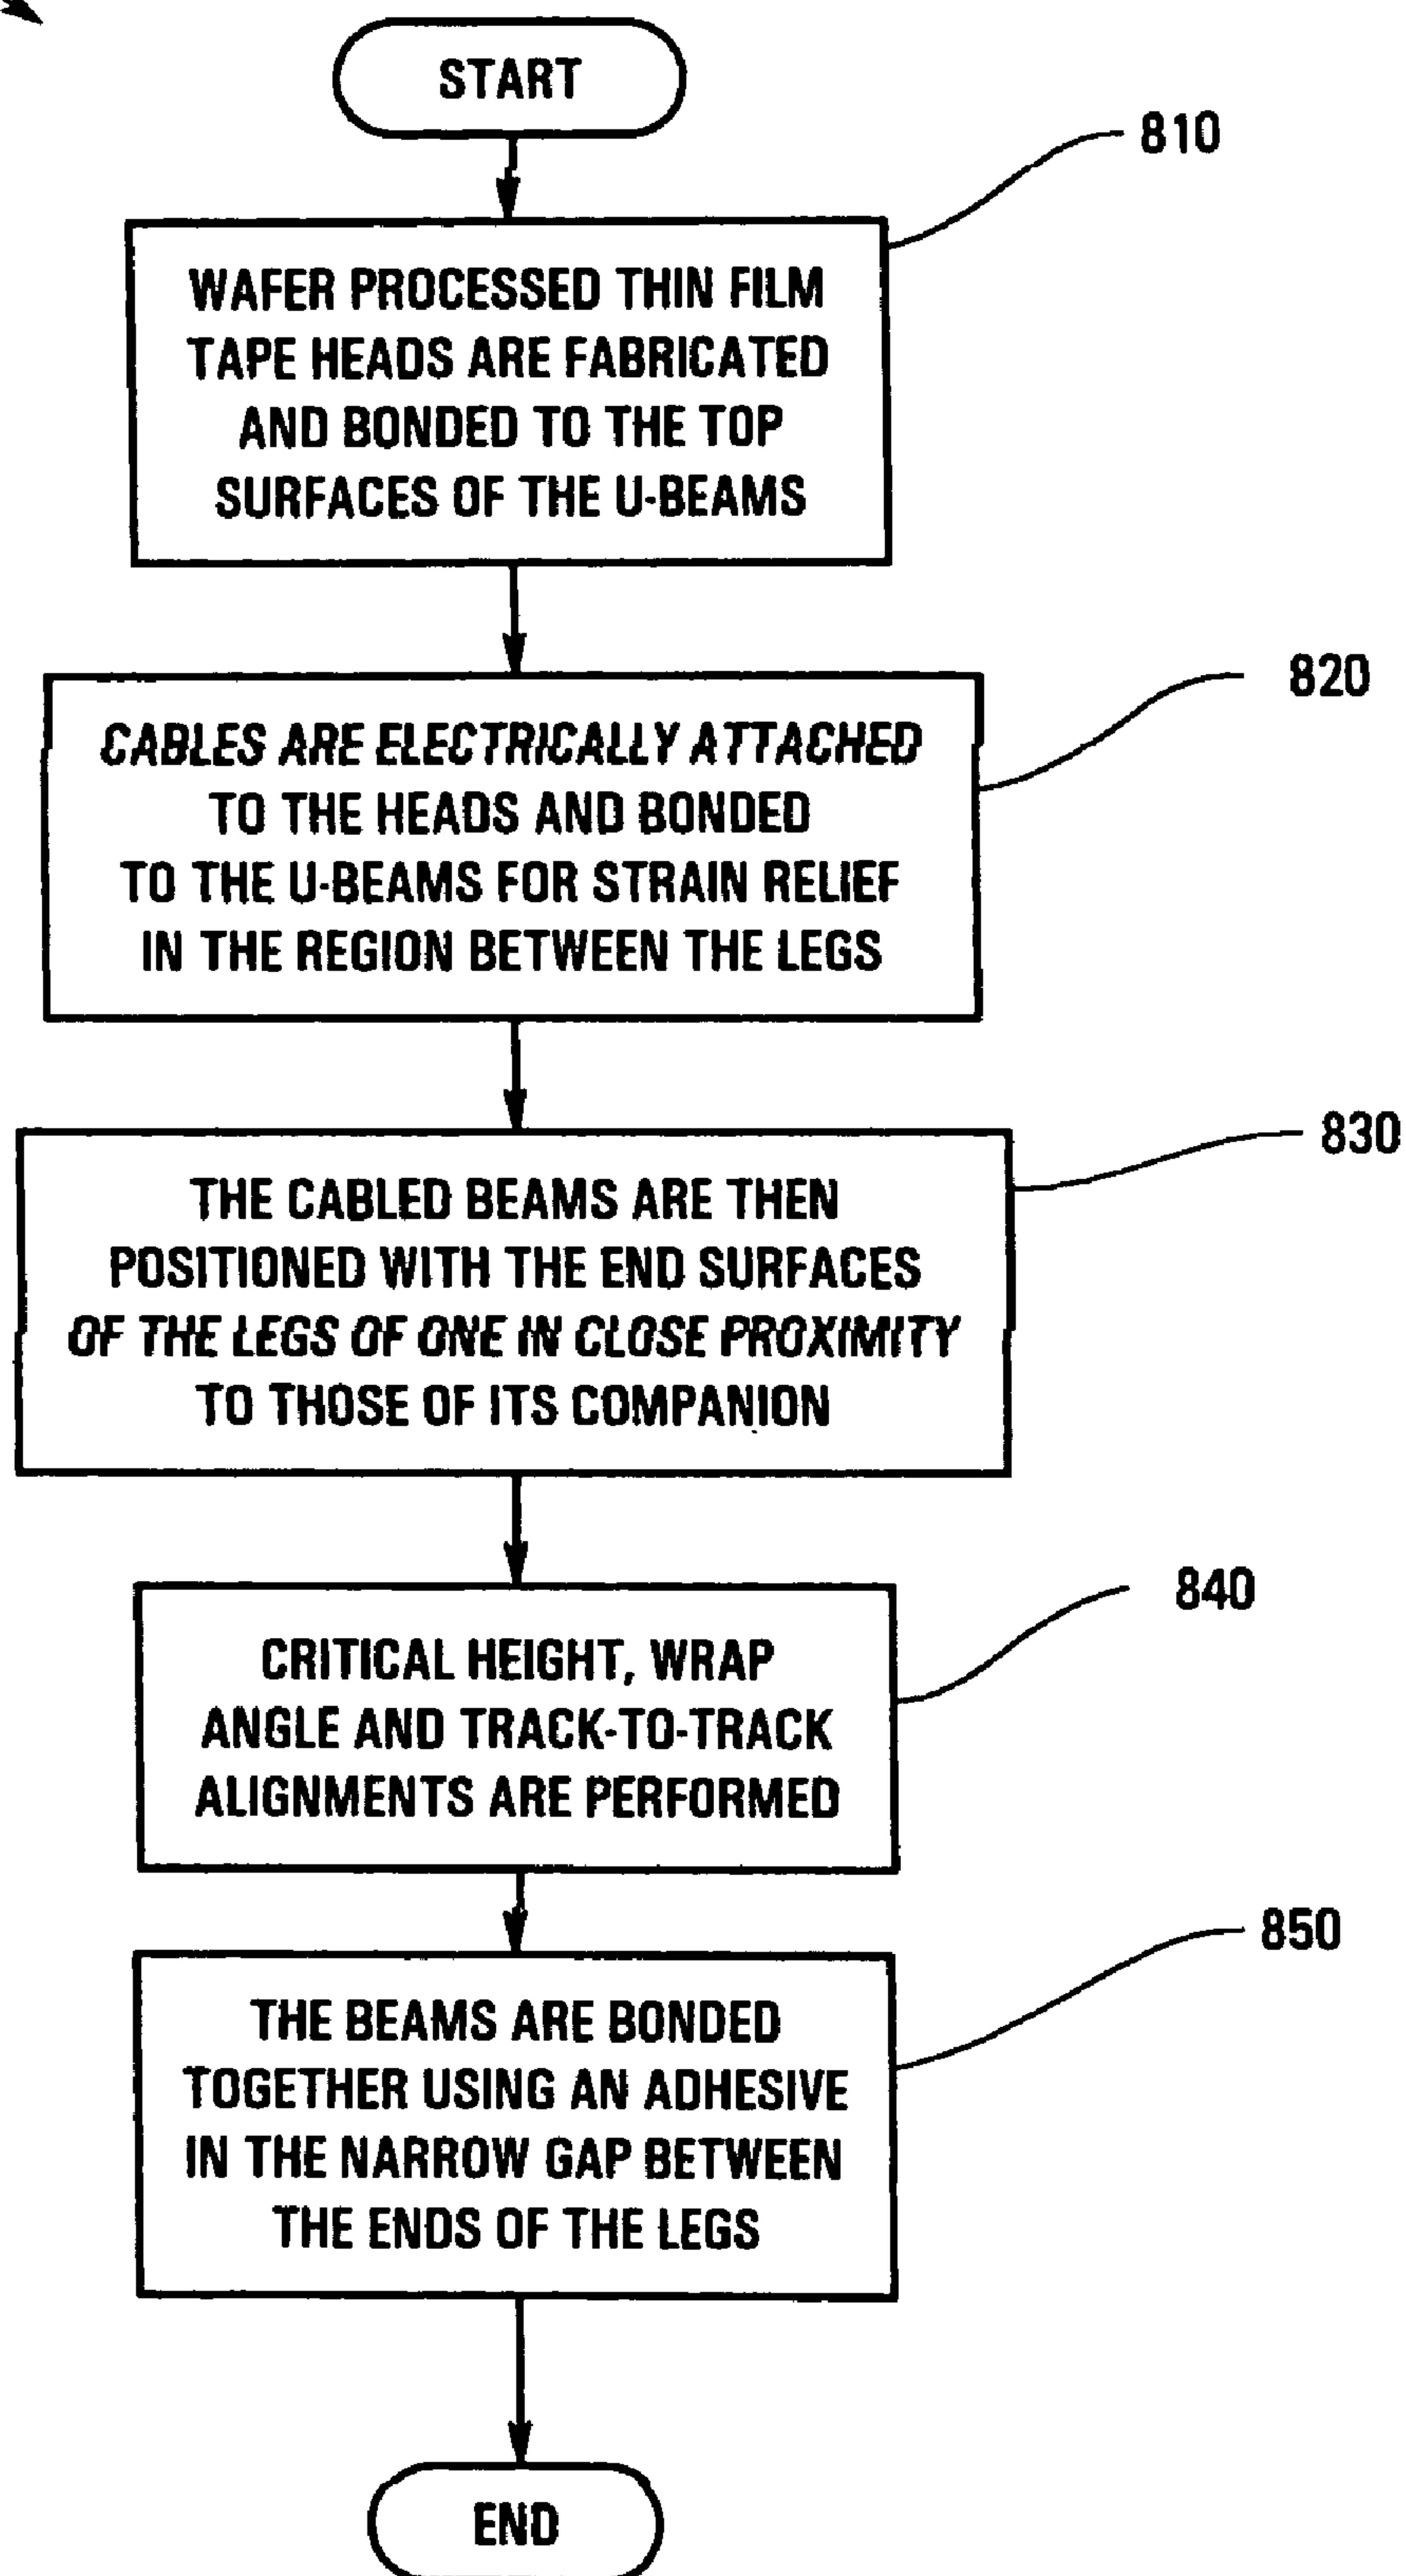 START
810
WAFER PROCESSED THIN FILM
TAPE HEADS ARE FABRICATED
AND BONDED TO THE TOP
SURFACES OF THE U-BEAMS
820
CABLES ARE ELECTRICALLY ATTACHED
TO THE HEADS AND BONDED
TO THE U-BEAMS FOR STRAIN RELIEF
IN THE REGION BETWEEN THE LEGS
830
THE CABLED BEAMS ARE THEN
POSITIONED WITH THE END SURFACES
OF THE LEGS OF ONE IN CLOSE PROXIMITY
TO THOSE OF ITS COMPANION
840
CRITICAL HEIGHT, WRAP
ANGLE AND TRACK-TO-TRACK
ALIGNMENTS ARE PERFORMED
850
THE BEAMS ARE BONDED
TOGETHER USING AN ADHESIVE
IN THE NARROW GAP BETWEEN
THE ENDS OF THE LEGS
END